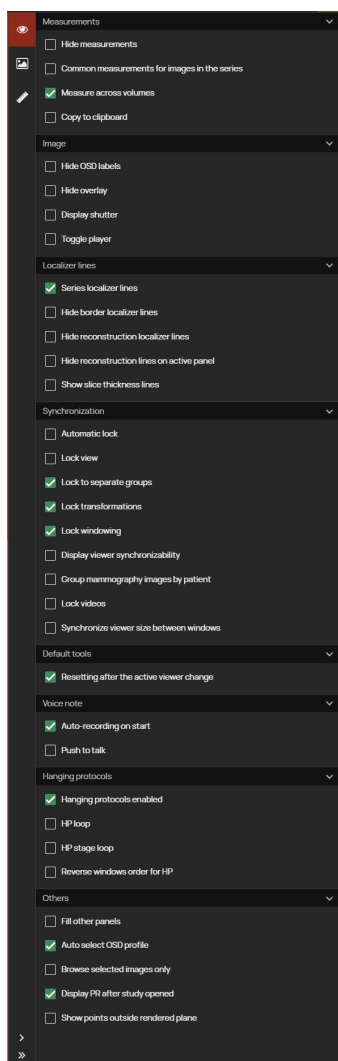 Measurements
Hide measurements
Common measurements for images in the series
Measure across volumes
Copy to clipboard
Image
Hide OSD labels
Hide overlay
Display shutter
Toggle player
Localizer lines
Series localizer lines
Hide border localizer lines
Hide reconstruction localizer lines
Hide reconstruction lines on active panel
Show slice thickness lines
Synchronization
Automatic lock
Lock view
Lock to separate groups
Lock transformations
Lock windowing
Display viewer synchronizability
Group mammography images by patient
Lock videos
Synchronize viewer size between windows
Default tools
Resetting after the active viewer change
Voice note
Auto-recording on start
Push to talk
Hanging protocols
Hanging protocols enabled
HP loop
HP stage loop
Reverse windows order for HP
Others
Fill other panels
Auto select OSD profile
Browse selected images only
Display PR after study opened
Show points outside rendered plane